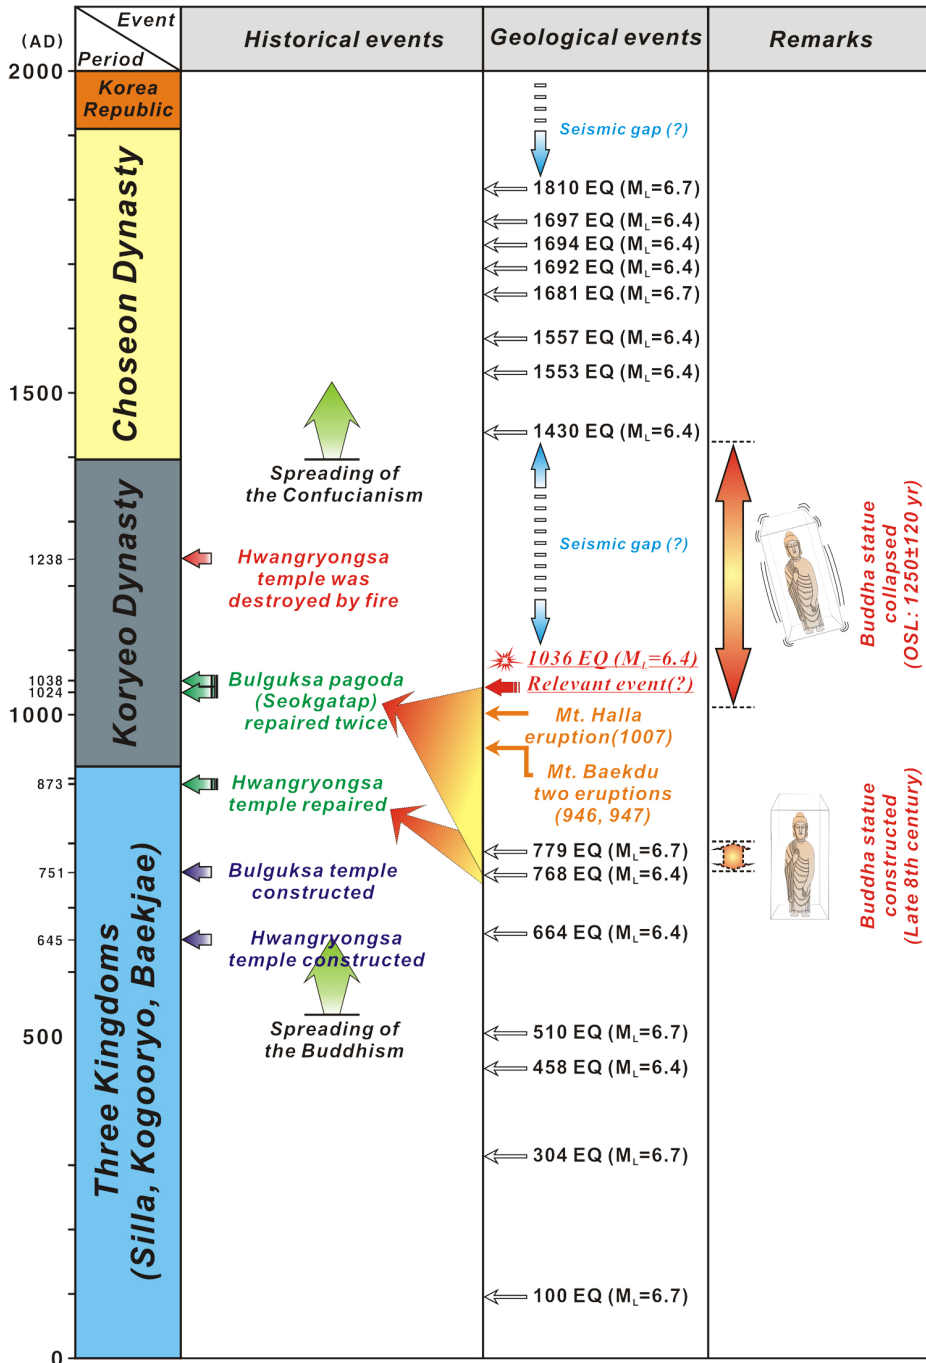 Event
(AD)
Period
Historical events
Geological events
Remarks
2000
Korea
Republic
Seismic gap (?)
Choseon Dynasty
1810 EQ (ML=6.7)
1697 EQ (ML=6.4)
1694 EQ (ML=6.4)
1692 EQ (ML=6.4)
1681 EQ (ML=6.7)
1557 EQ (ML=6.4)
1553 EQ (ML=6.4)
1500
1430 EQ (ML=6.4)
Spreading of
the Confucianism
Koryeo Dynasty
1238
Hwangryongsa
temple was
destroyed by fire
Seismic gap (?)
Buddha statue
collapsed
(OSL: 1250±120 yr)
1036 EQ (ML=6.4)
Relevant event(?)
1038
1024
1000
Bulguksa pagoda
(Seokgatap)
repaired twice
Mt. Halla
eruption(1007)
Mt. Baekdu
two eruptions
(946, 947)
873
Hwangryongsa
temple repaired
779 EQ (ML=6.7)
768 EQ (ML=6.4)
Buddha statue
constructed
(Late 8th century)
751
Bulguksa temple
constructed
645
Hwangryongsa
temple constructed
664 EQ (ML=6.4)
Three Kingdoms
(Silla, Kogooryo, Baekjae)
Spreading of
the Buddhism
500
510 EQ (ML=6.7)
458 EQ (ML=6.4)
304 EQ (ML=6.7)
100 EQ (ML=6.7)
0